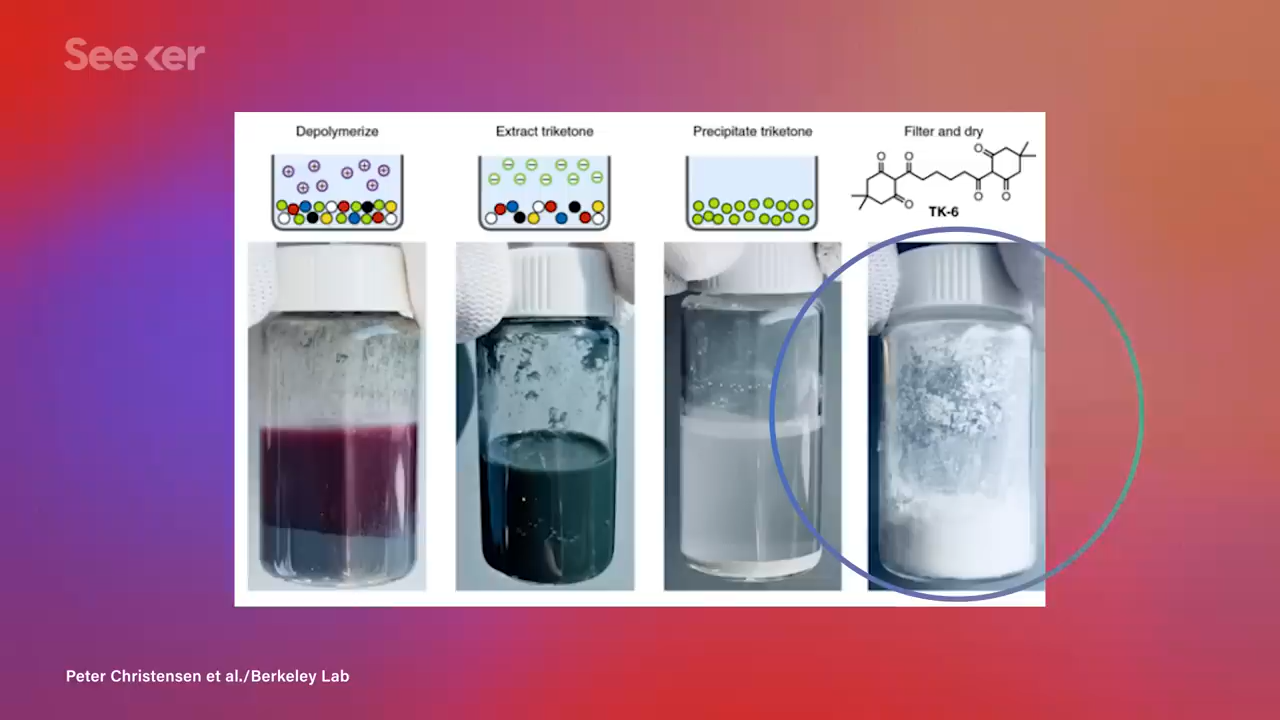 Seeker
Depolymerize
Extract triketone
Precipitate triketone
Filter and dry
O
O
O
O
O
O
TK-6
Peter Christensen et al./Berkeley Lab